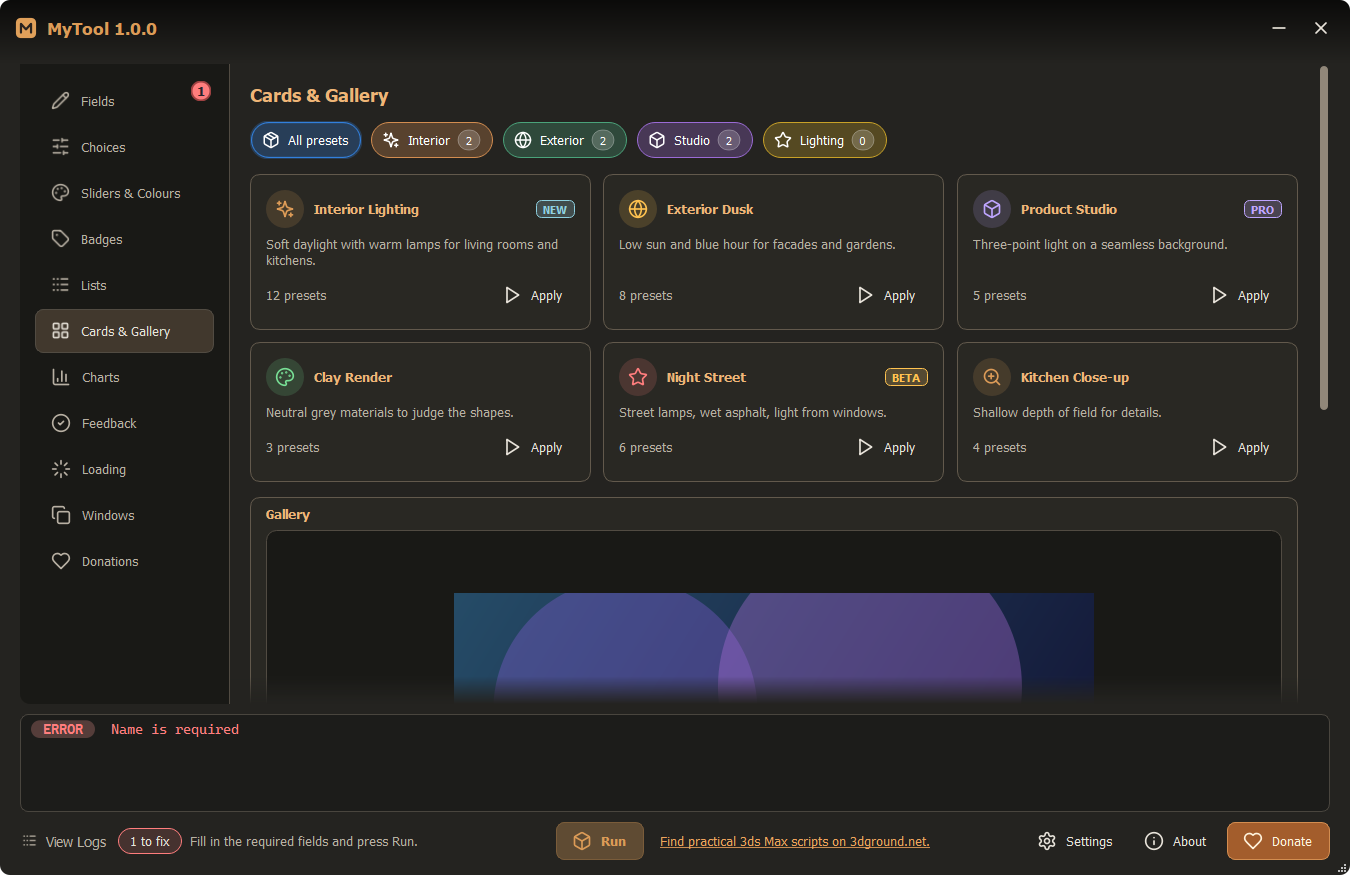 MyTool 1.0.0
Fields 1
Choices
Sliders & Colours
Badges
Lists
Cards & Gallery
Charts
Feedback
Loading
Windows
Donations
Cards & Gallery
All presets
Interior 2
Exterior 2
Studio 2
Lighting 0
Interior Lighting NEW
Soft daylight with warm lamps for living rooms and
kitchens.
12 presets Apply
Exterior Dusk
Low sun and blue hour for facades and gardens.
8 presets Apply
Product Studio PRO
Three-point light on a seamless background.
5 presets Apply
Clay Render
Neutral grey materials to judge the shapes.
3 presets Apply
Night Street BETA
Street lamps, wet asphalt, light from windows.
6 presets Apply
Kitchen Close-up
Shallow depth of field for details.
4 presets Apply
Gallery
ERROR Name is required
View Logs 1 to fix Fill in the required fields and press Run. Run Find practical 3ds Max scripts on 3dground.net. Settings About Donate